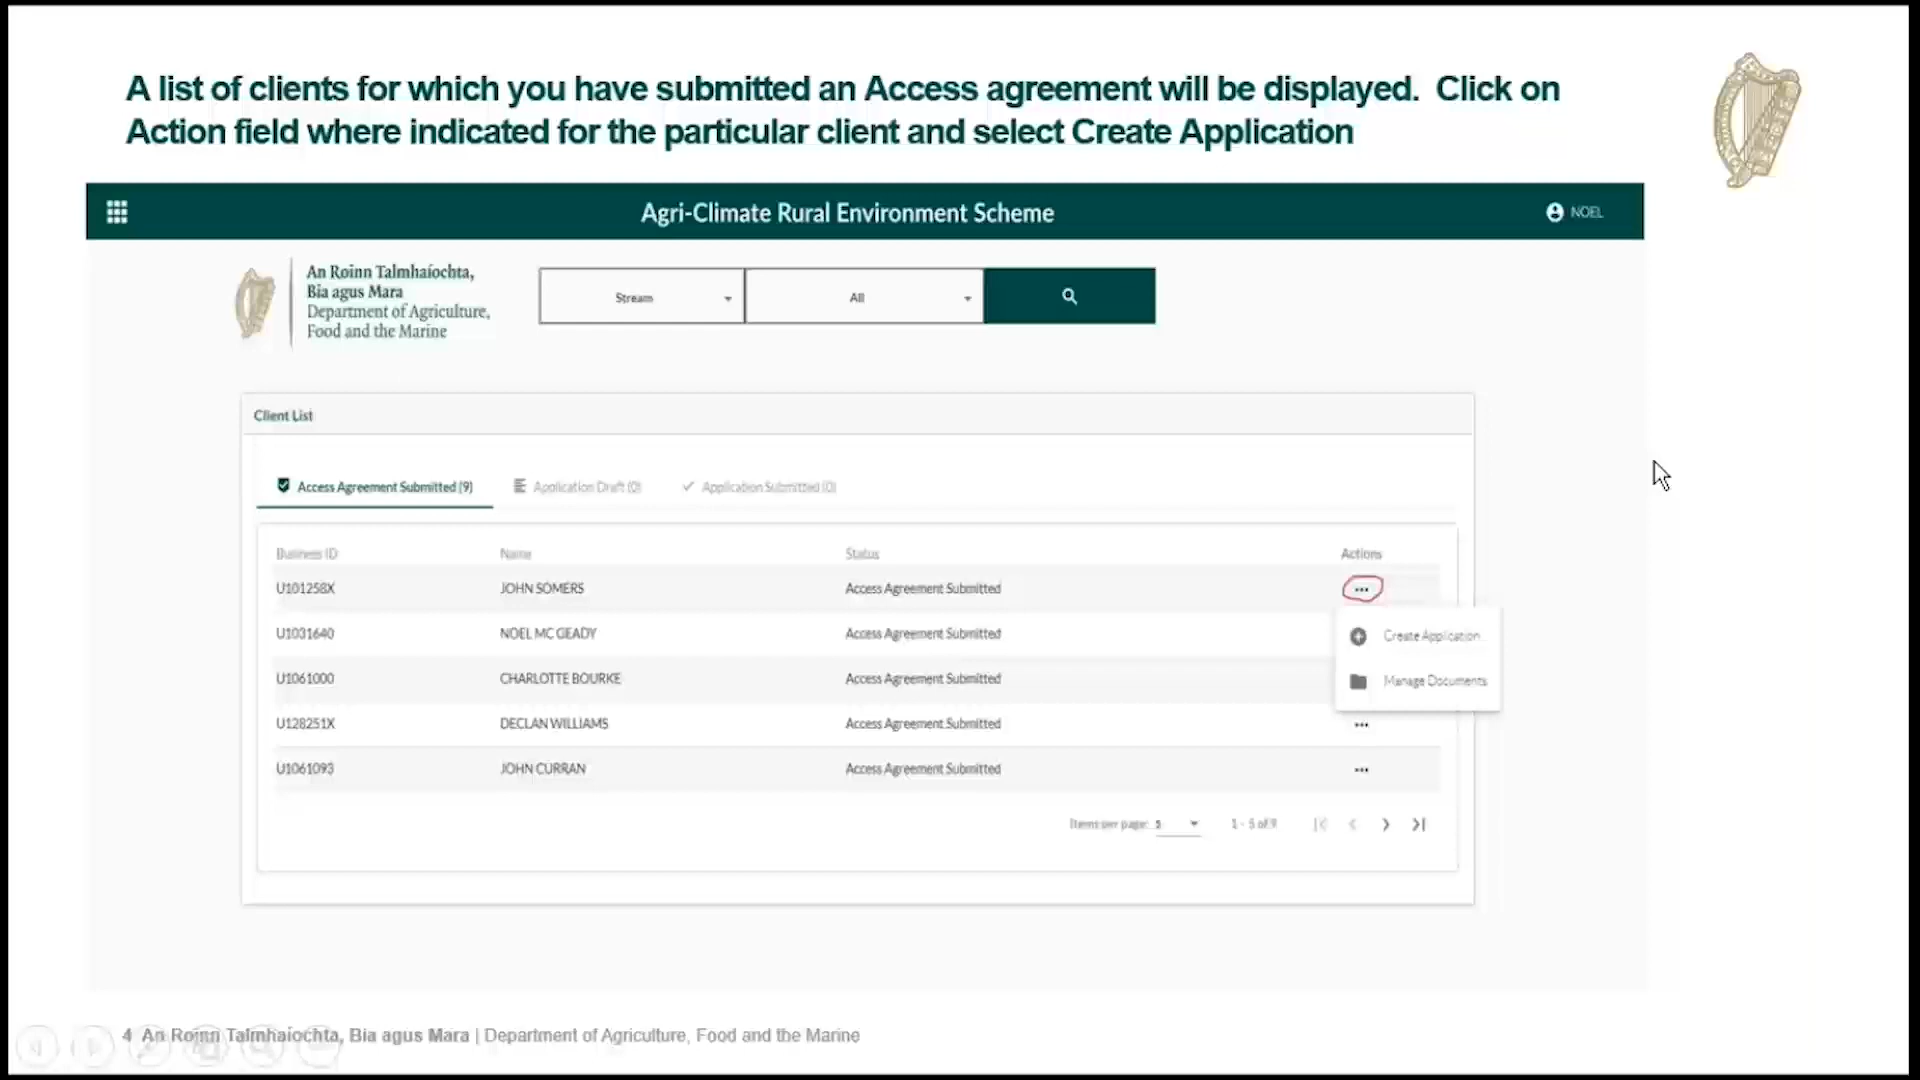 A list of clients for which you have submitted an Access agreement will be displayed. Click on
Action field where indicated for the particular client and select Create Application
Agri-Climate Rural Environment Scheme
NOEL
An Roinn Talmhaíochta,
Bia agus Mara
Department of Agriculture,
Food and the Marine
Stream
All
Client List
Access Agreement Submitted (9)
Application Draft (0)
Application Submitted (0)
Business ID Name Status Actions
U101258X JOHN SOMERS Access Agreement Submitted ...
U1031640 NOEL MC GEADY Access Agreement Submitted
U1061000 CHARLOTTE BOURKE Access Agreement Submitted
U128251X DECLAN WILLIAMS Access Agreement Submitted ...
U1061093 JOHN CURRAN Access Agreement Submitted ...
Create Application
Manage Documents
Items per page: 5 1 - 5 of 9
4 An Roinn Talmhaíochta, Bia agus Mara | Department of Agriculture, Food and the Marine